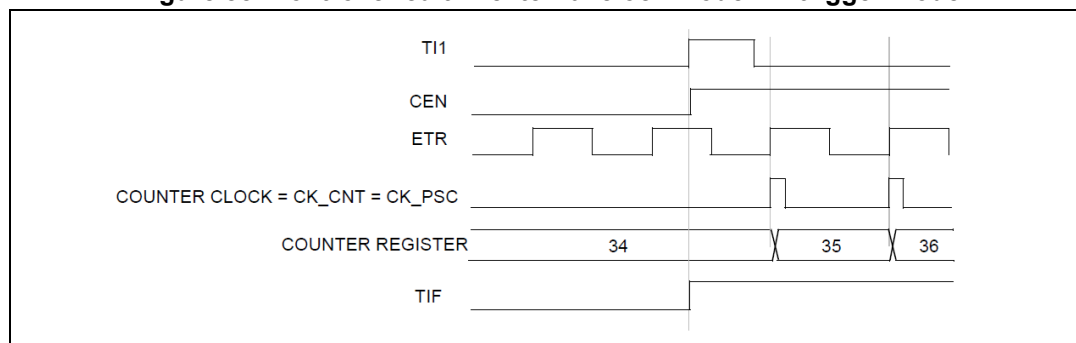 TI1
CEN
ETR
COUNTER CLOCK = CK_CNT = CK_PSC
COUNTER REGISTER 34 35 36
TIF